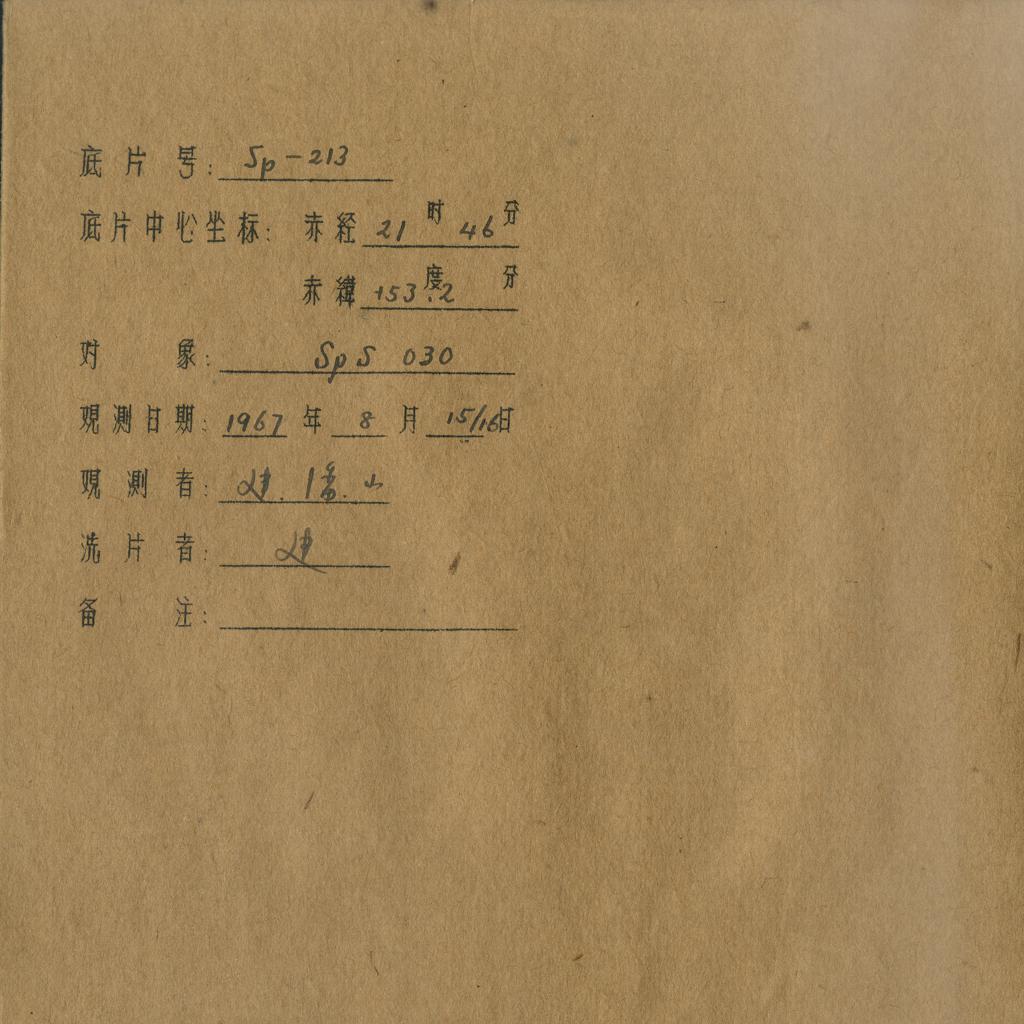 底片号: Sp-213
底片中心坐标: 赤经 21 时 46 分
赤緯 +53.2 度 分
对象: SpS 030
观测日期: 1967 年 8 月 15/16 日
观测者:
洗片者:
备注: